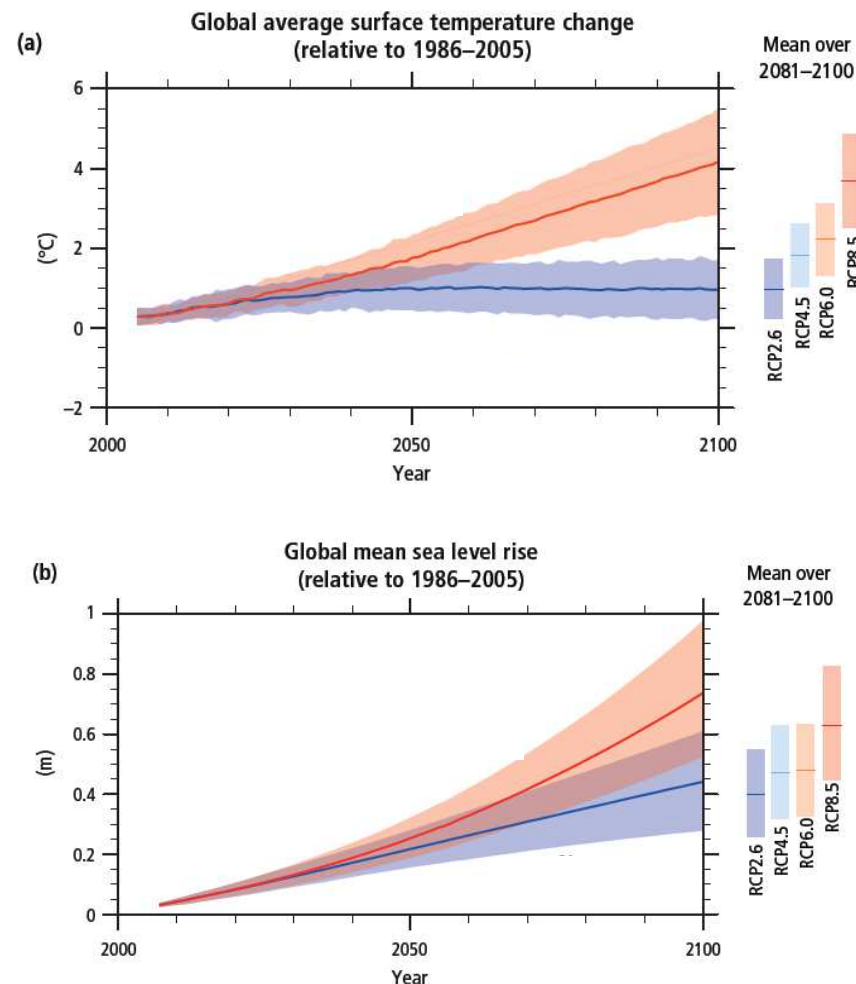 Global average surface temperature change
(relative to 1986–2005)
(a)
Mean over
2081–2100
6
4
2
0
–2
(°C)
2000
2050
2100
Year
RCP2.6
RCP4.5
RCP6.0
RCP8.5
Global mean sea level rise
(relative to 1986–2005)
(b)
Mean over
2081–2100
1
0.8
0.6
0.4
0.2
0
(m)
2000
2050
2100
Year
RCP2.6
RCP4.5
RCP6.0
RCP8.5